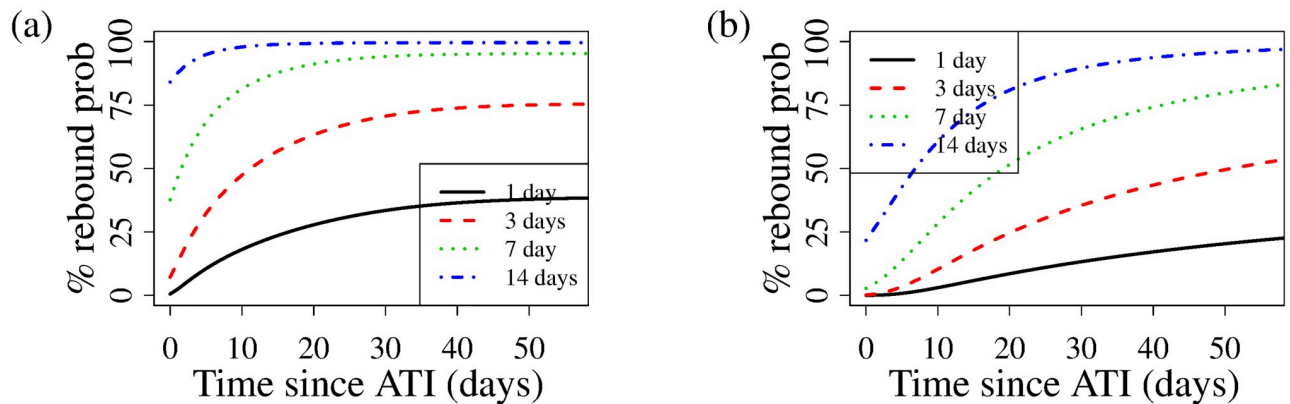 (a)
% rebound prob
100
75
50
25
0
1 day
3 days
7 day
14 days
0 10 20 30 40 50
Time since ATI (days)
(b)
% rebound prob
100
75
50
25
0
1 day
3 days
7 day
14 days
0 10 20 30 40 50
Time since ATI (days)